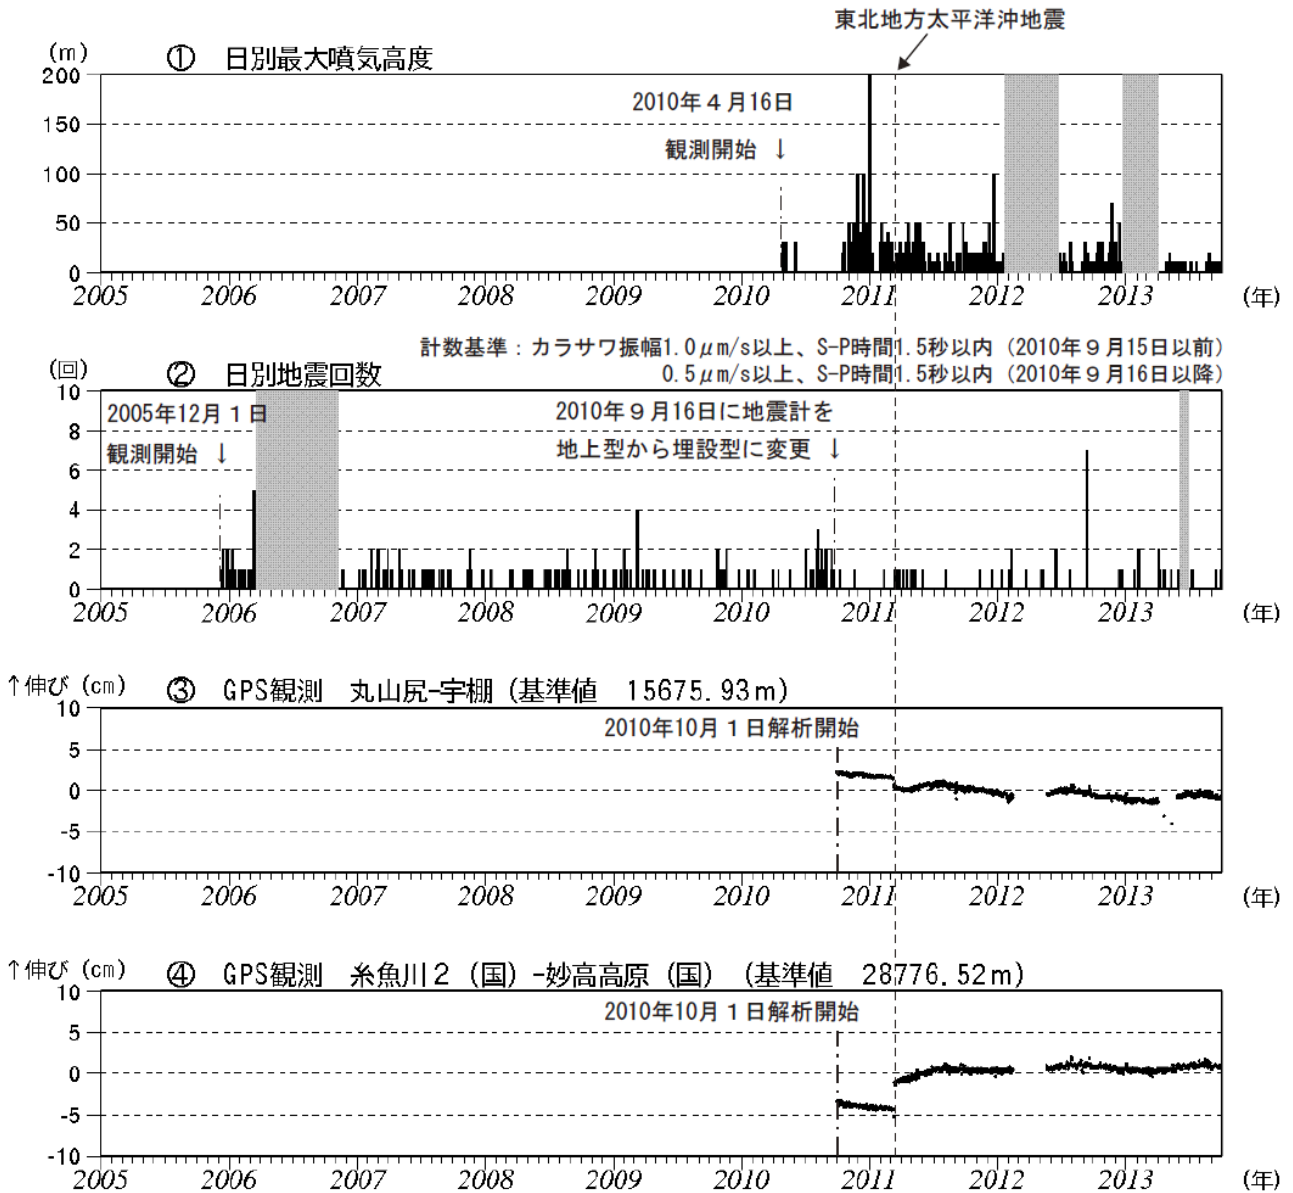 東北地方太平洋沖地震
(m) ① 日別最大噴気高度
200
150
100
50
0
2010年４月16日
観測開始 ↓
2005 2006 2007 2008 2009 2010 2011 2012 2013 (年)
計数基準：カラサワ振幅1.0μm/s以上、S-P時間1.5秒以内（2010年９月15日以前）
0.5μm/s以上、S-P時間1.5秒以内（2010年９月16日以降）
(回) ② 日別地震回数
10
8
6
4
2
0
2005年12月１日
観測開始 ↓
2010年９月16日に地震計を
地上型から埋設型に変更 ↓
2005 2006 2007 2008 2009 2010 2011 2012 2013 (年)
↑伸び (cm) ③ GPS観測 丸山尻-宇棚（基準値 15675.93m）
10
5
0
-5
-10
2010年10月１日解析開始
2005 2006 2007 2008 2009 2010 2011 2012 2013 (年)
↑伸び (cm) ④ GPS観測 糸魚川２（国）-妙高高原（国）（基準値 28776.52m）
10
5
0
-5
-10
2010年10月１日解析開始
2005 2006 2007 2008 2009 2010 2011 2012 2013 (年)